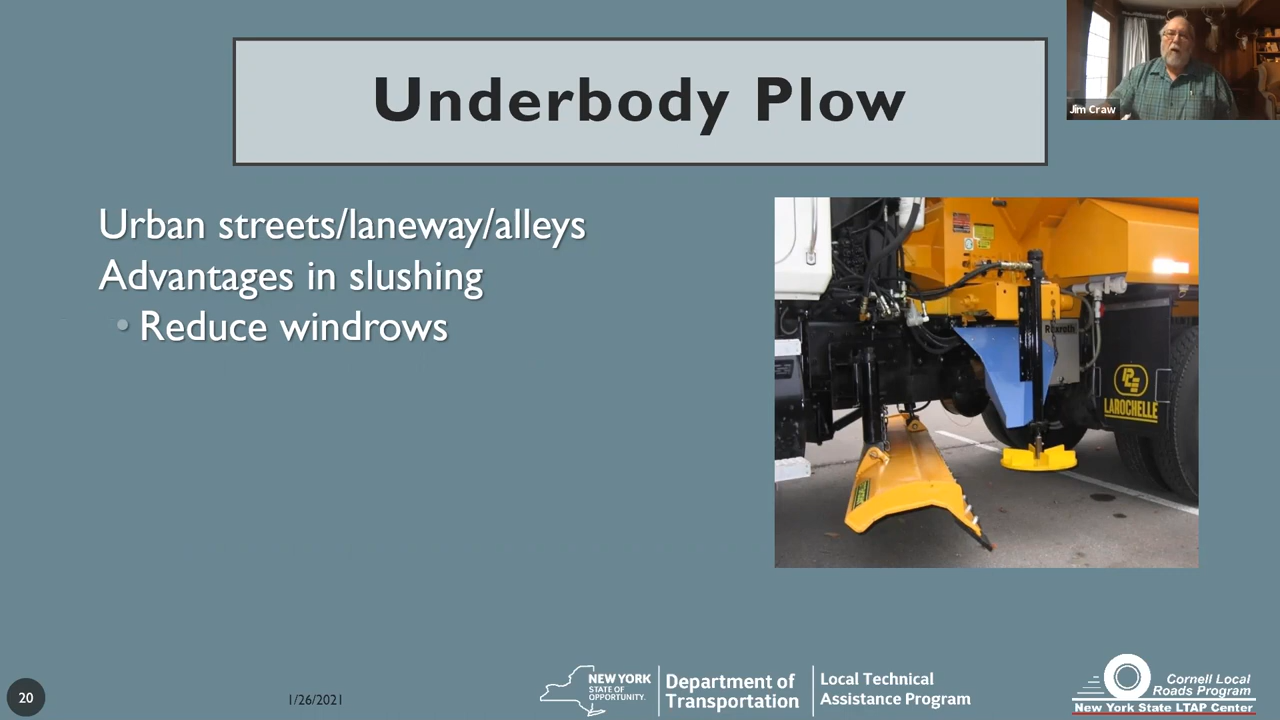 Underbody Plow
Jim Craw
Urban streets/laneway/alleys
Advantages in slushing
• Reduce windrows
Rexroth
LAROCHELLE
20
1/26/2021
NEW YORK
STATE OF
OPPORTUNITY.
Department of
Transportation
Local Technical
Assistance Program
Cornell Local
Roads Program
New York State LTAP Center